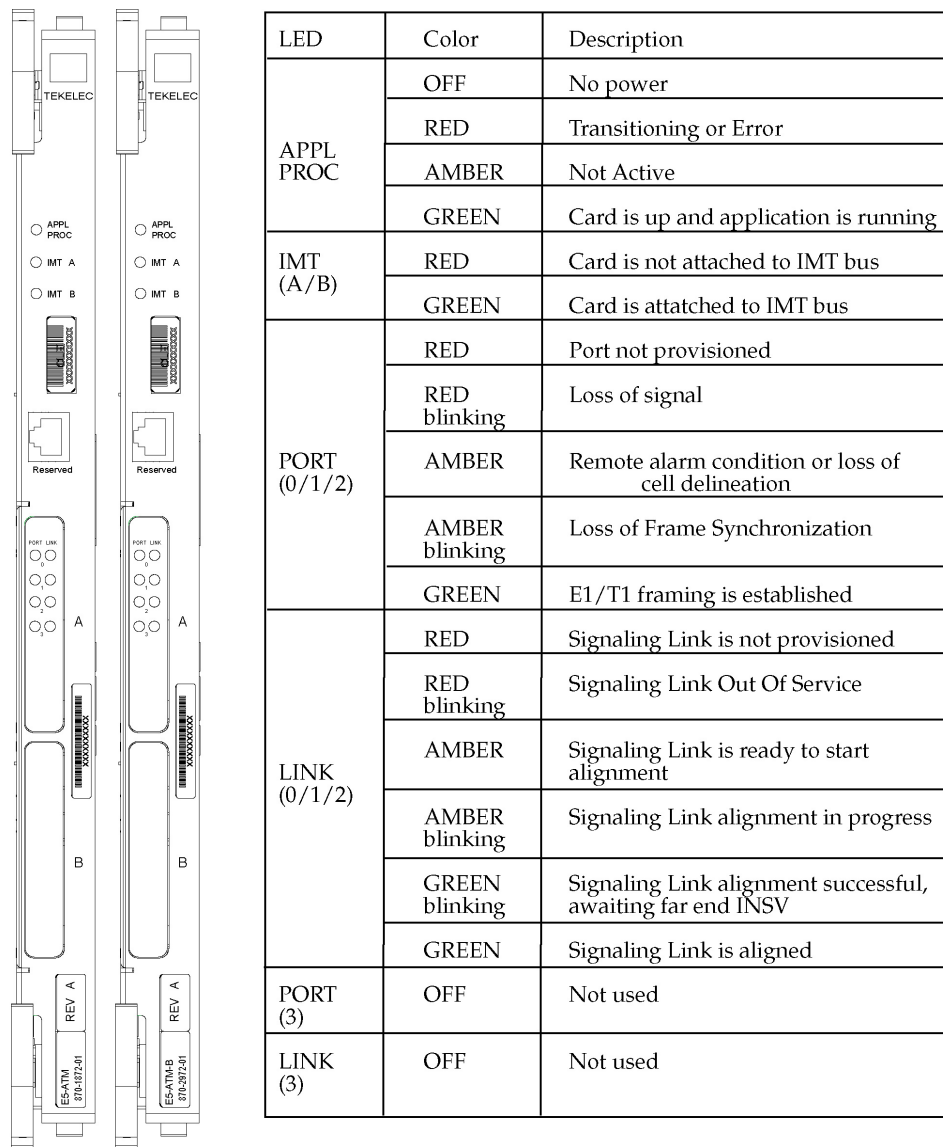 TEKELEC
APPL
PROC
IMT A
IMT B
XXXXXXXXXX
Reserved
PORT LINK
0
1
2
3
A
XXXXXXXXXX
B
REV A
E5-ATM
870-1872-01
TEKELEC
APPL
PROC
IMT A
IMT B
XXXXXXXXXX
Reserved
PORT LINK
0
1
2
3
A
XXXXXXXXXX
B
REV A
E5-ATM-B
870-2972-01
LED Color Description
APPL
PROC
OFF No power
RED Transitioning or Error
AMBER Not Active
GREEN Card is up and application is running
IMT
(A/B)
RED Card is not attached to IMT bus
GREEN Card is attatched to IMT bus
PORT
(0/1/2)
RED Port not provisioned
RED
blinking
Loss of signal
AMBER Remote alarm condition or loss of
cell delineation
AMBER
blinking
Loss of Frame Synchronization
GREEN E1/T1 framing is established
LINK
(0/1/2)
RED Signaling Link is not provisioned
RED
blinking
Signaling Link Out Of Service
AMBER Signaling Link is ready to start
alignment
AMBER
blinking
Signaling Link alignment in progress
GREEN
blinking
Signaling Link alignment successful,
awaiting far end INSV
GREEN Signaling Link is aligned
PORT
(3)
OFF Not used
LINK
(3)
OFF Not used